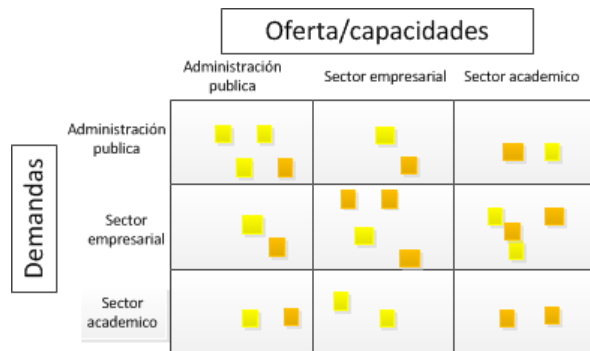 Oferta/capacidades
Administración
publica
Sector empresarial
Sector academico
Demandas
Administración
publica
Sector
empresarial
Sector
academico